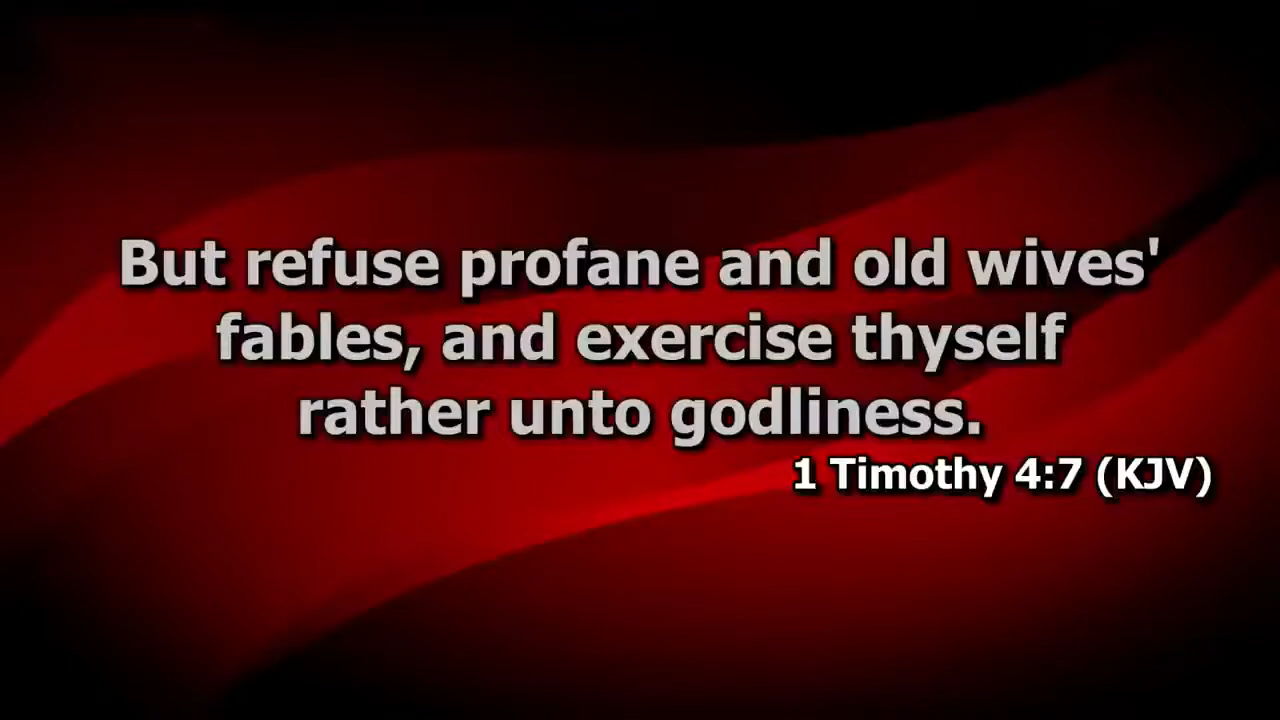 But refuse profane and old wives'
fables, and exercise thyself
rather unto godliness.
1 Timothy 4:7 (KJV)